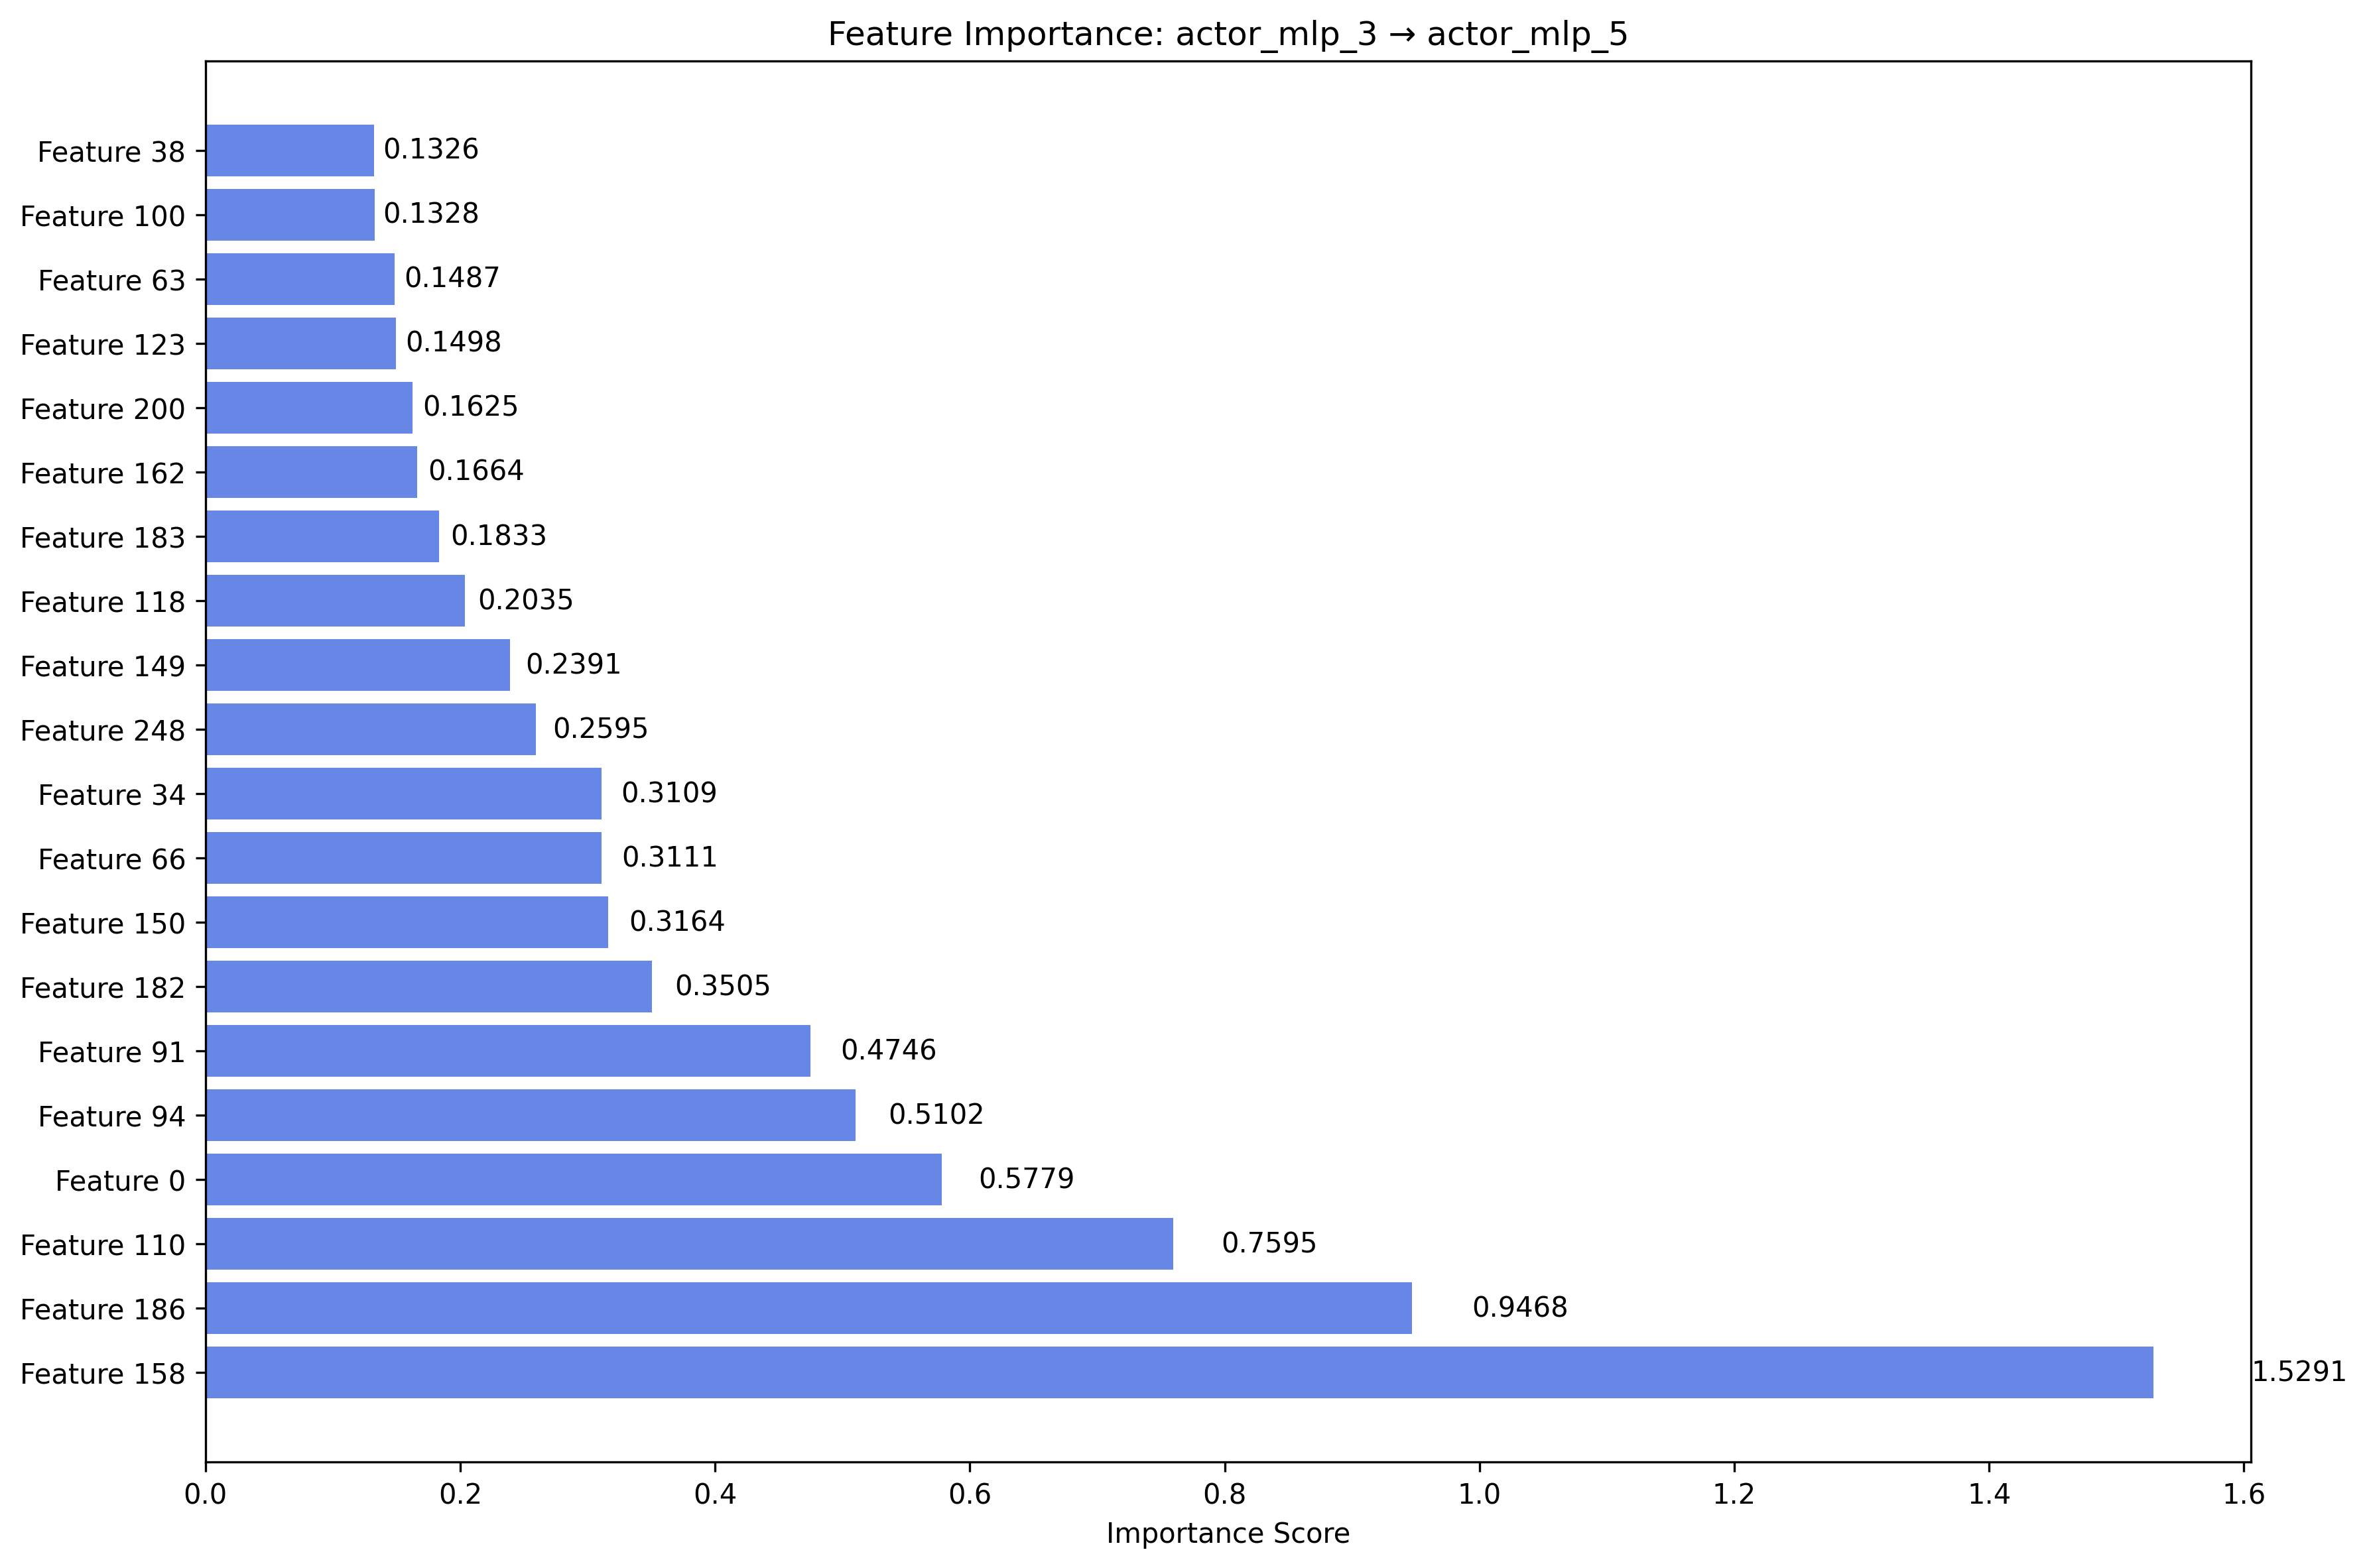 Feature Importance: actor_mlp_3 → actor_mlp_5
Feature 38 0.1326
Feature 100 0.1328
Feature 63 0.1487
Feature 123 0.1498
Feature 200 0.1625
Feature 162 0.1664
Feature 183 0.1833
Feature 118 0.2035
Feature 149 0.2391
Feature 248 0.2595
Feature 34 0.3109
Feature 66 0.3111
Feature 150 0.3164
Feature 182 0.3505
Feature 91 0.4746
Feature 94 0.5102
Feature 0 0.5779
Feature 110 0.7595
Feature 186 0.9468
Feature 158 1.5291
0.0 0.2 0.4 0.6 0.8 1.0 1.2 1.4 1.6
Importance Score